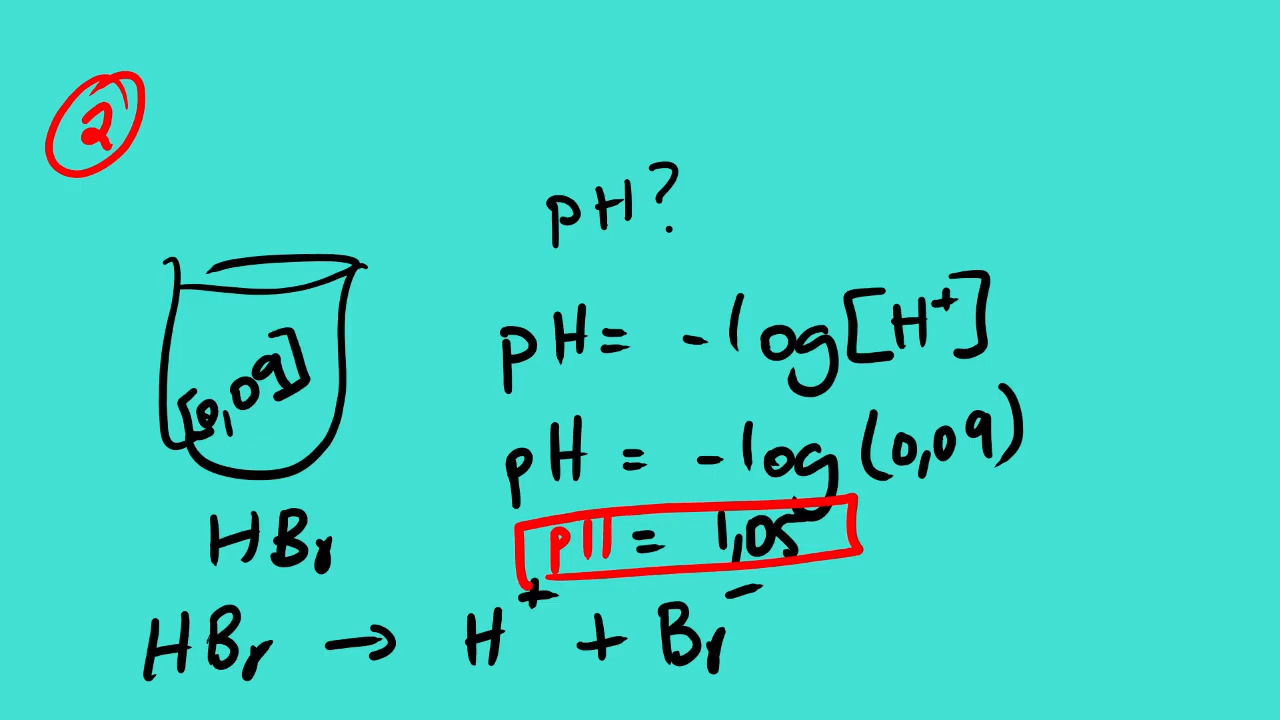 2
pH?
pH = -log[H⁺]
[0,09]
pH = -log(0,09)
pH = 1,05
HBr
HBr → H⁺ + Br⁻